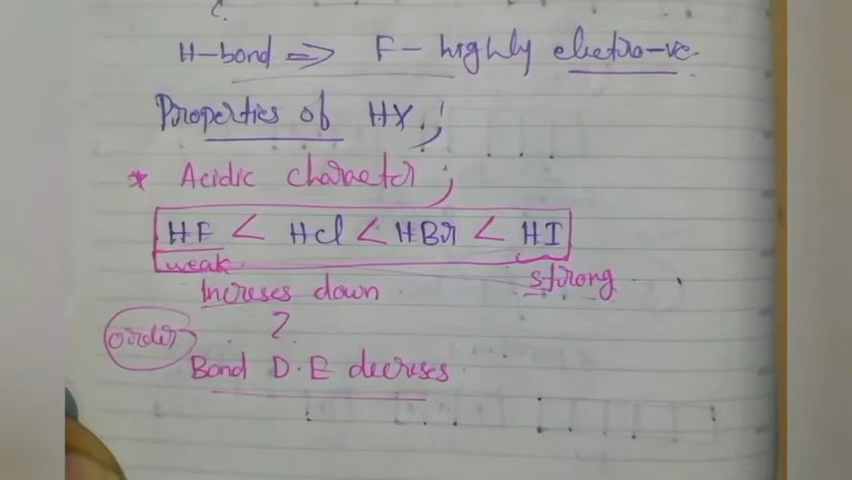 H-bond => F - highly electro-ve.
Properties of HX,;
* Acidic character ;
HF < HCl < HBr < HI
weak
strong
Increses down
?
order
Bond D.E decreses